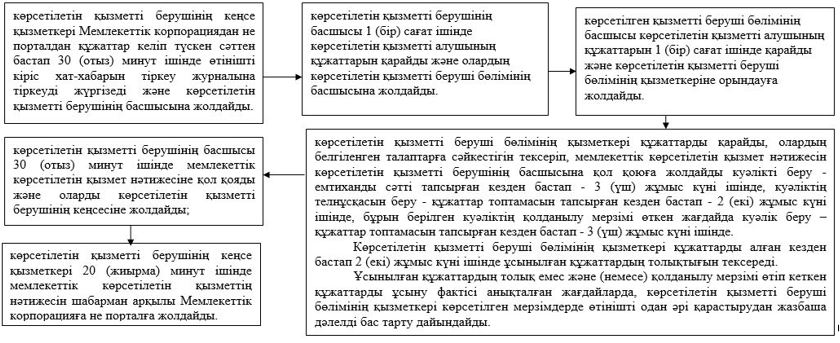 көрсетілетін қызметті берушінің кеңсе
қызметкері Мемлекеттік корпорациядан не
порталдан құжаттар келіп түскен сәттен
бастап 30 (отыз) минут ішінде өтінішті
кіріс хат-хабарын тіркеу журналына
тіркеуді жүргізеді және көрсетілетін
қызметті берушінің басшысына жолдайды.
көрсетілетін қызметті берушінің
басшысы 1 (бір) сағат ішінде
көрсетілетін қызметті алушының
құжаттарын қарайды және олардың
көрсетілетін қызметті беруші бөлімінің
басшысына жолдайды.
көрсетілген қызметті беруші бөлімінің
басшысы көрсетілетін қызметті алушының
құжаттарын 1 (бір) сағат ішінде қарайды
және көрсетілетін қызметті беруші
бөлімінің қызметкеріне орындауға
жолдайды.
көрсетілетін қызметті беруші бөлімінің қызметкері құжаттарды қарайды, олардың
белгіленген талаптарға сәйкестігін тексеріп, мемлекеттік көрсетілетін қызмет нәтижесін
көрсетілетін қызметті берушінің басшысына қол қоюға жолдайды куәлікті беру -
емтиханды сәтті тапсырған кезден бастап - 3 (үш) жұмыс күні ішінде, куәліктің
телнұсқасын беру - құжаттар топтамасын тапсырған кезден бастап - 2 (екі) жұмыс күні
ішінде, бұрын берілген куәліктің қолданылу мерзімі өткен жағдайда куәлік беру –
құжаттар топтамасын тапсырған кезден бастап - 3 (үш) жұмыс күні ішінде.
Көрсетілетін қызметті беруші бөлімінің қызметкері құжаттарды алған кезден
бастап 2 (екі) жұмыс күні ішінде ұсынылған құжаттардың толықтығын тексереді.
Ұсынылған құжаттардың толық емес және (немесе) қолданылу мерзімі өтіп кеткен
құжаттарды ұсыну фактісі анықталған жағдайларда, көрсетілетін қызметті беруші
бөлімінің қызметкері көрсетілген мерзімдерде өтінішті одан әрі қарастырудан жазбаша
дәлелді бас тарту дайындайды.
көрсетілетін қызметті берушінің басшысы
30 (отыз) минут ішінде мемлекеттік
көрсетілетін қызмет нәтижесіне қол қояды
және оларды көрсетілетін қызметті
берушінің кеңсесіне жолдайды;
көрсетілетін қызметті берушінің кеңсе
қызметкері 20 (жиырма) минут ішінде
мемлекеттік көрсетілетін қызметтің
нәтижесін шабарман арқылы Мемлекеттік
корпорацияға не порталға жолдайды.